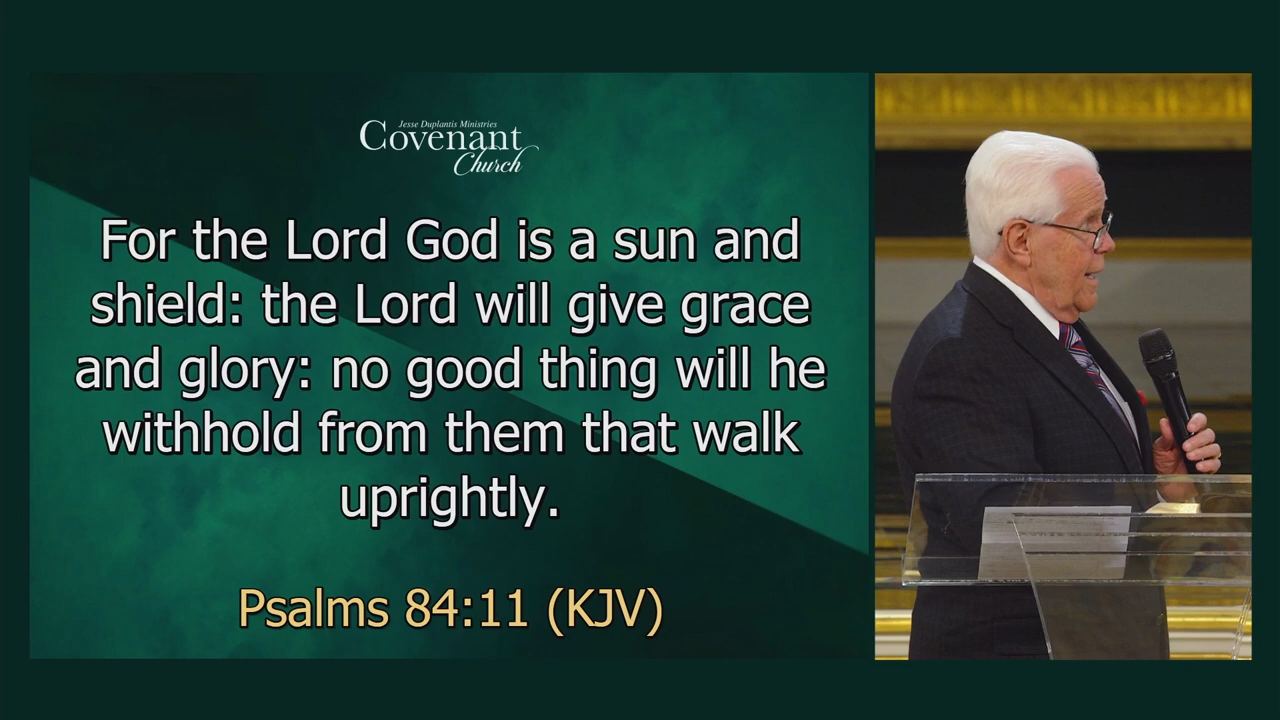 Jesse Duplantis Ministries
Covenant
Church
For the Lord God is a sun and
shield: the Lord will give grace
and glory: no good thing will he
withhold from them that walk
uprightly.
Psalms 84:11 (KJV)